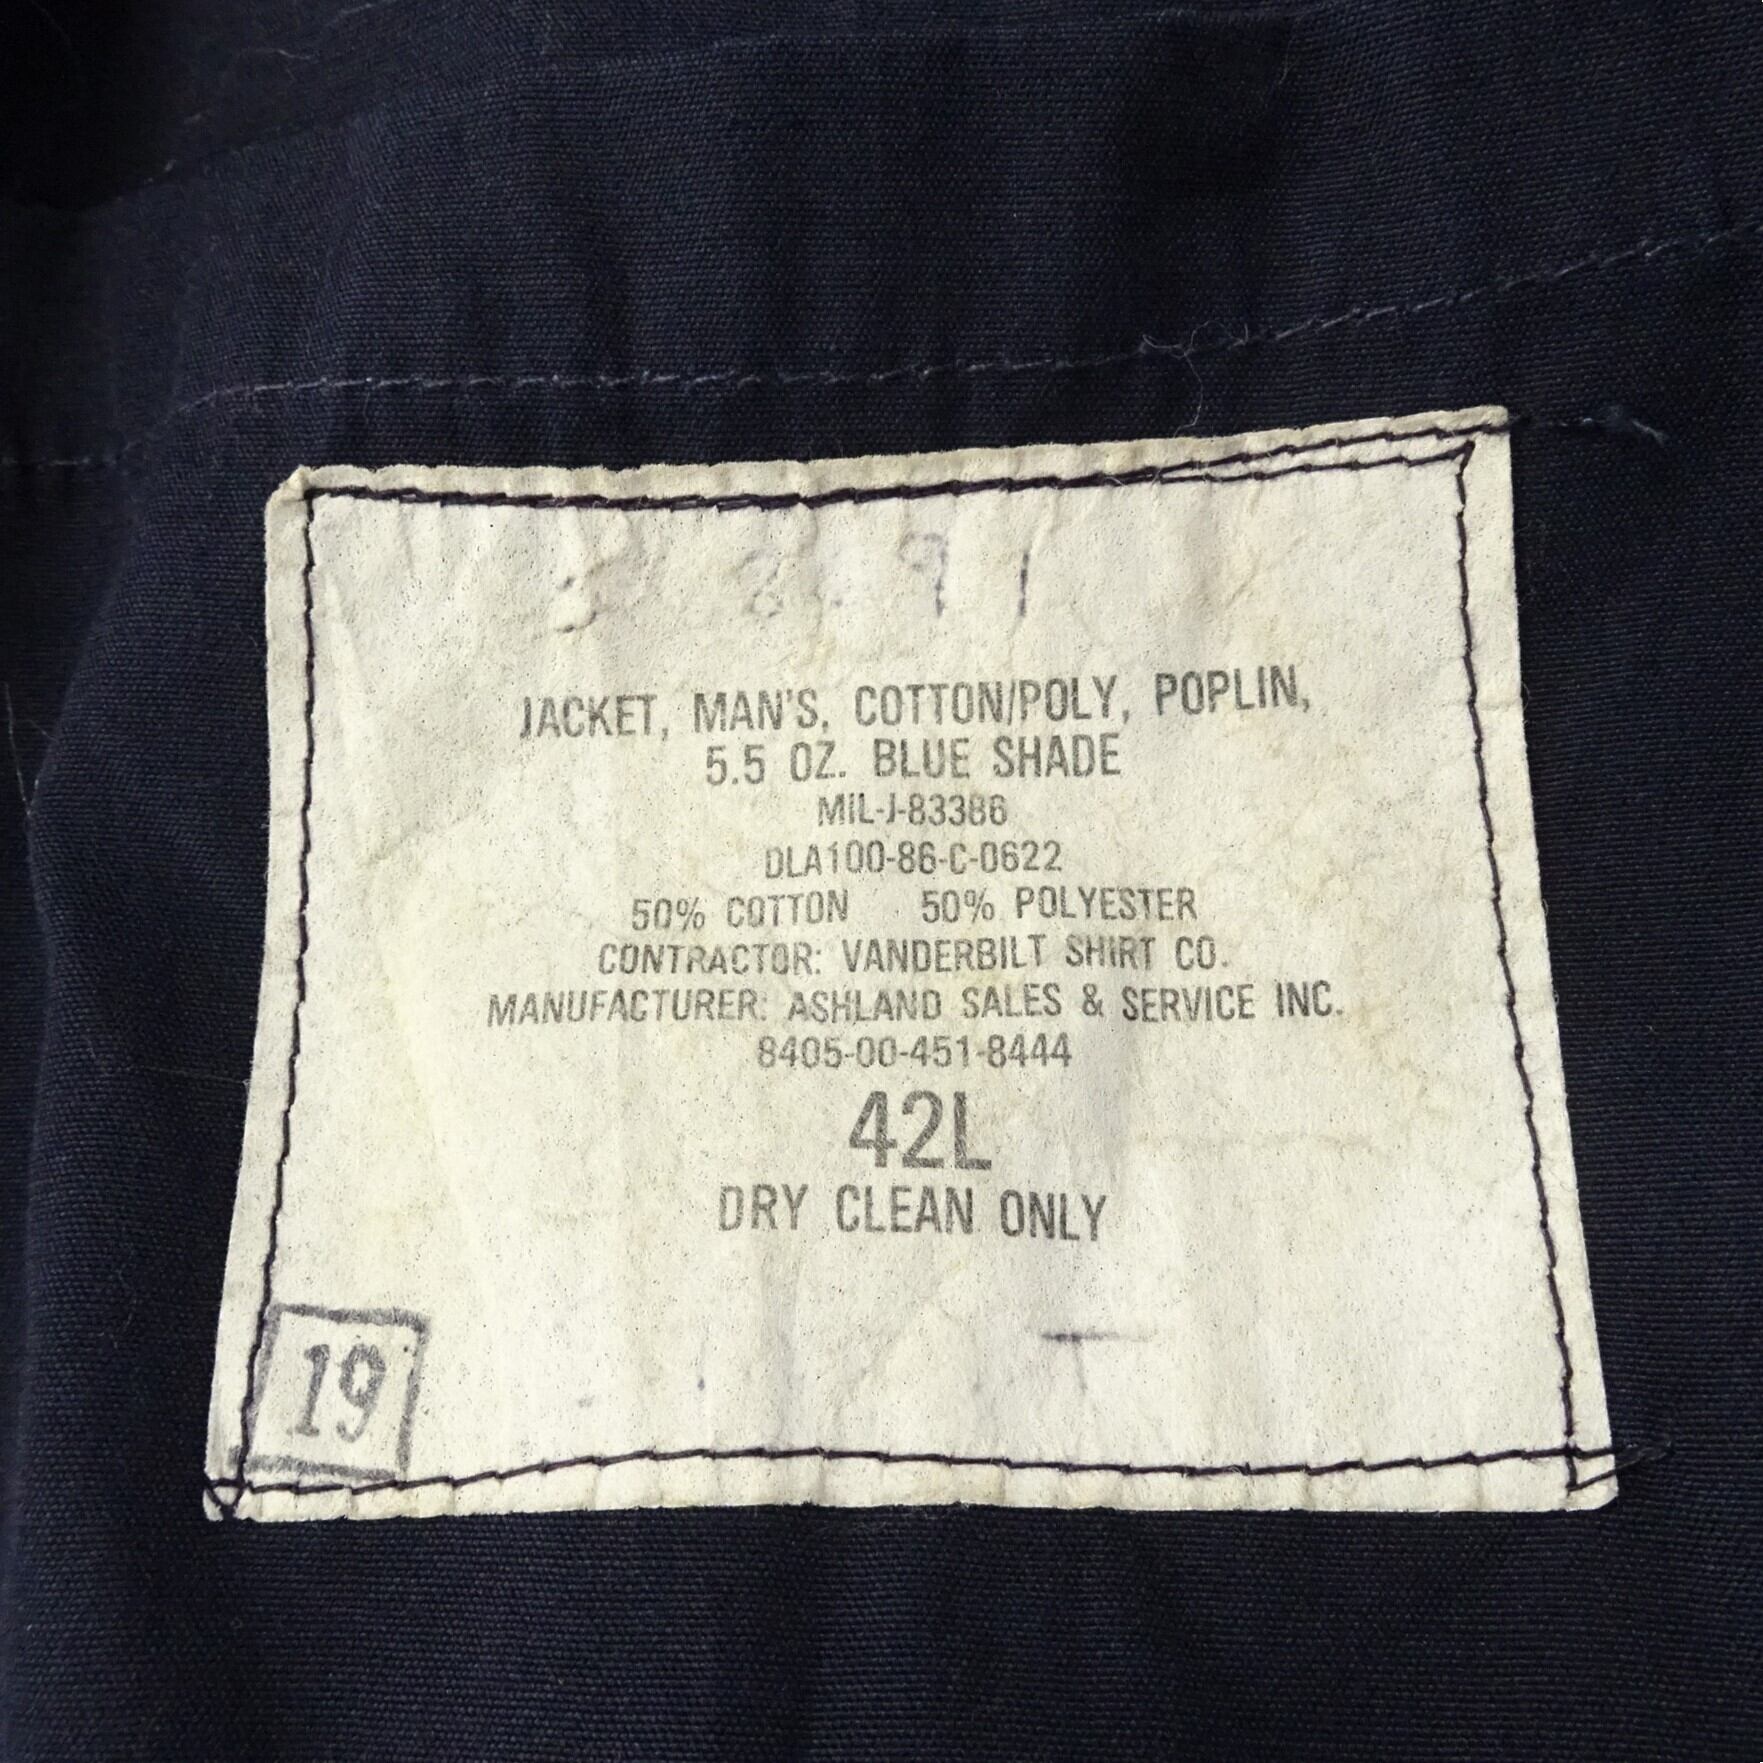 JACKET, MAN'S, COTTON/POLY, POPLIN,
5.5 OZ. BLUE SHADE
MIL-J-83386
DLA100-86-C-0622
50% COTTON 50% POLYESTER
CONTRACTOR: VANDERBILT SHIRT CO.
MANUFACTURER: ASHLAND SALES & SERVICE INC.
8405-00-451-8444
42L
DRY CLEAN ONLY
19